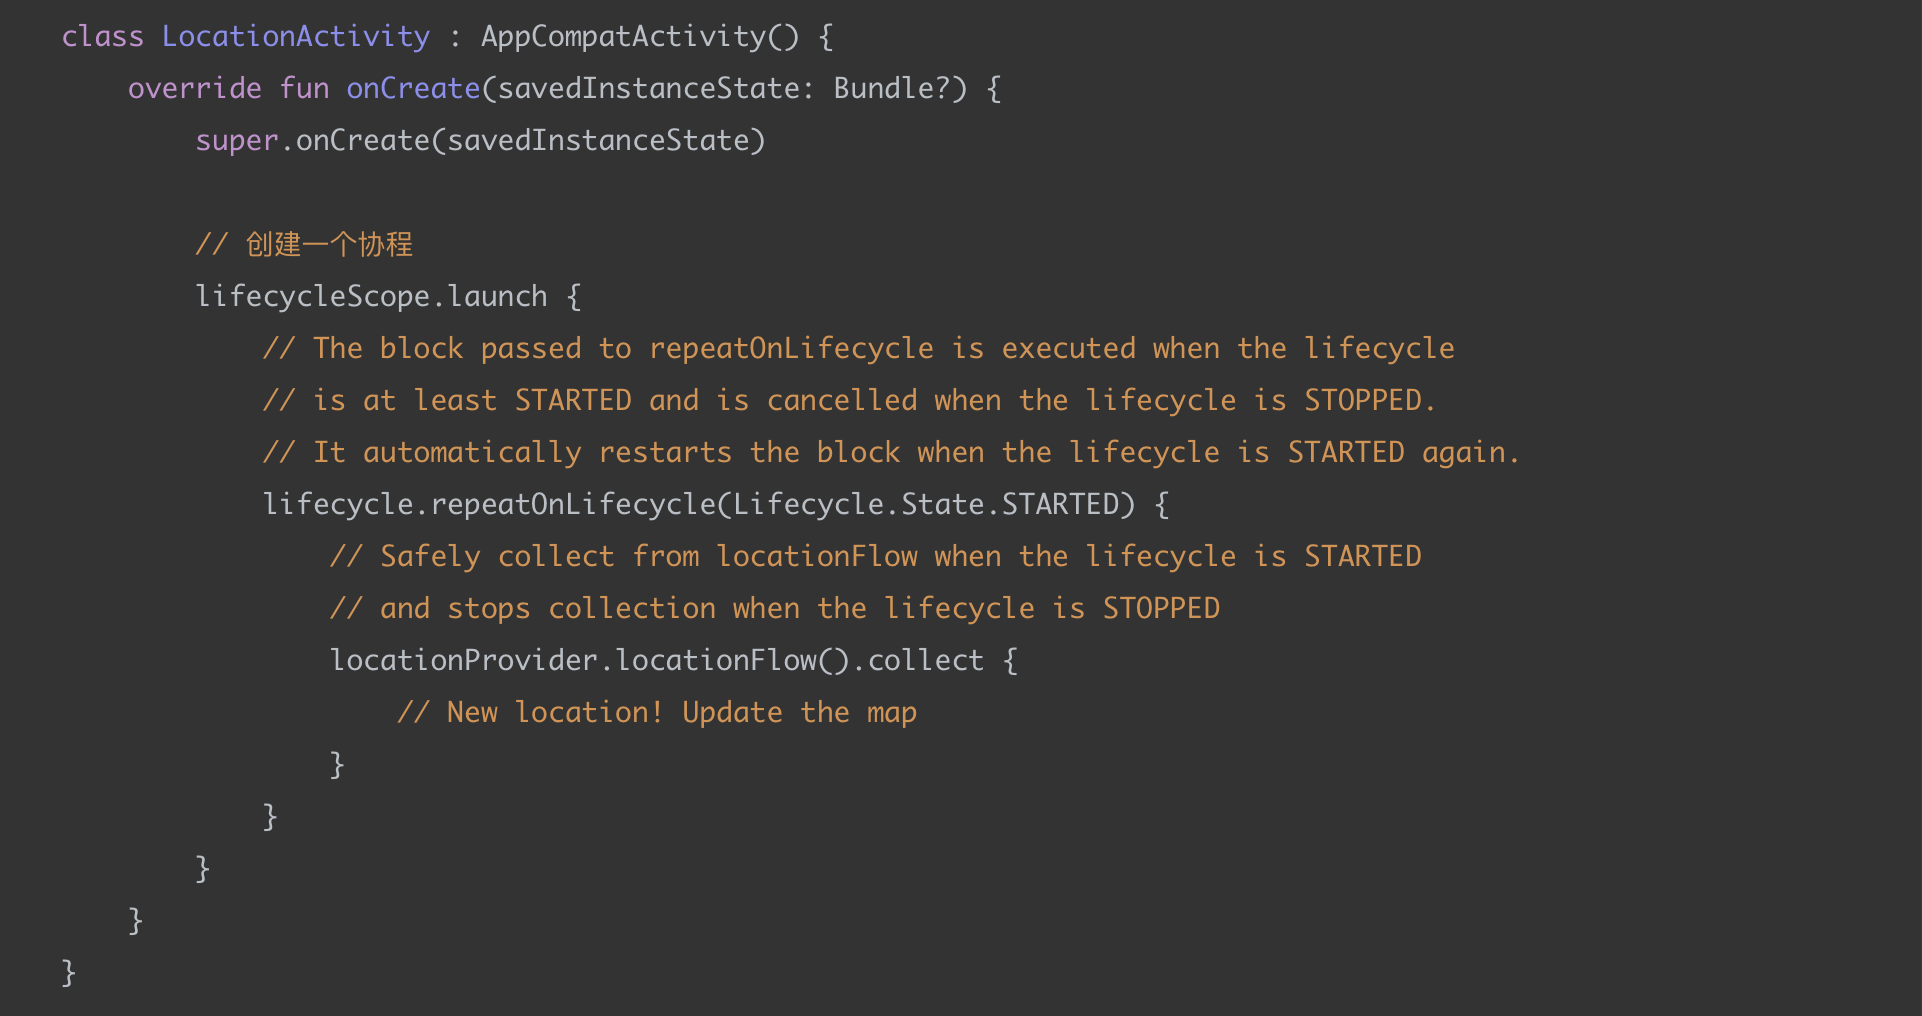 class LocationActivity : AppCompatActivity() {
    override fun onCreate(savedInstanceState: Bundle?) {
        super.onCreate(savedInstanceState)

        // 创建一个协程
        lifecycleScope.launch {
            // The block passed to repeatOnLifecycle is executed when the lifecycle
            // is at least STARTED and is cancelled when the lifecycle is STOPPED.
            // It automatically restarts the block when the lifecycle is STARTED again.
            lifecycle.repeatOnLifecycle(Lifecycle.State.STARTED) {
                // Safely collect from locationFlow when the lifecycle is STARTED
                // and stops collection when the lifecycle is STOPPED
                locationProvider.locationFlow().collect {
                    // New location! Update the map
                }
            }
        }
    }
}